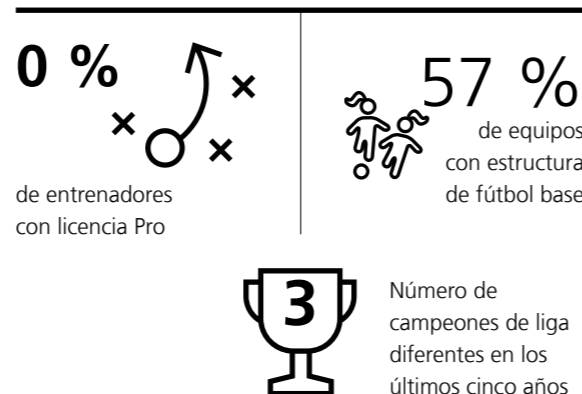 0 %
de entrenadores
con licencia Pro
57 %
de equipos
con estructura
de fútbol base
3
Número de
campeones de liga
diferentes en los
últimos cinco años